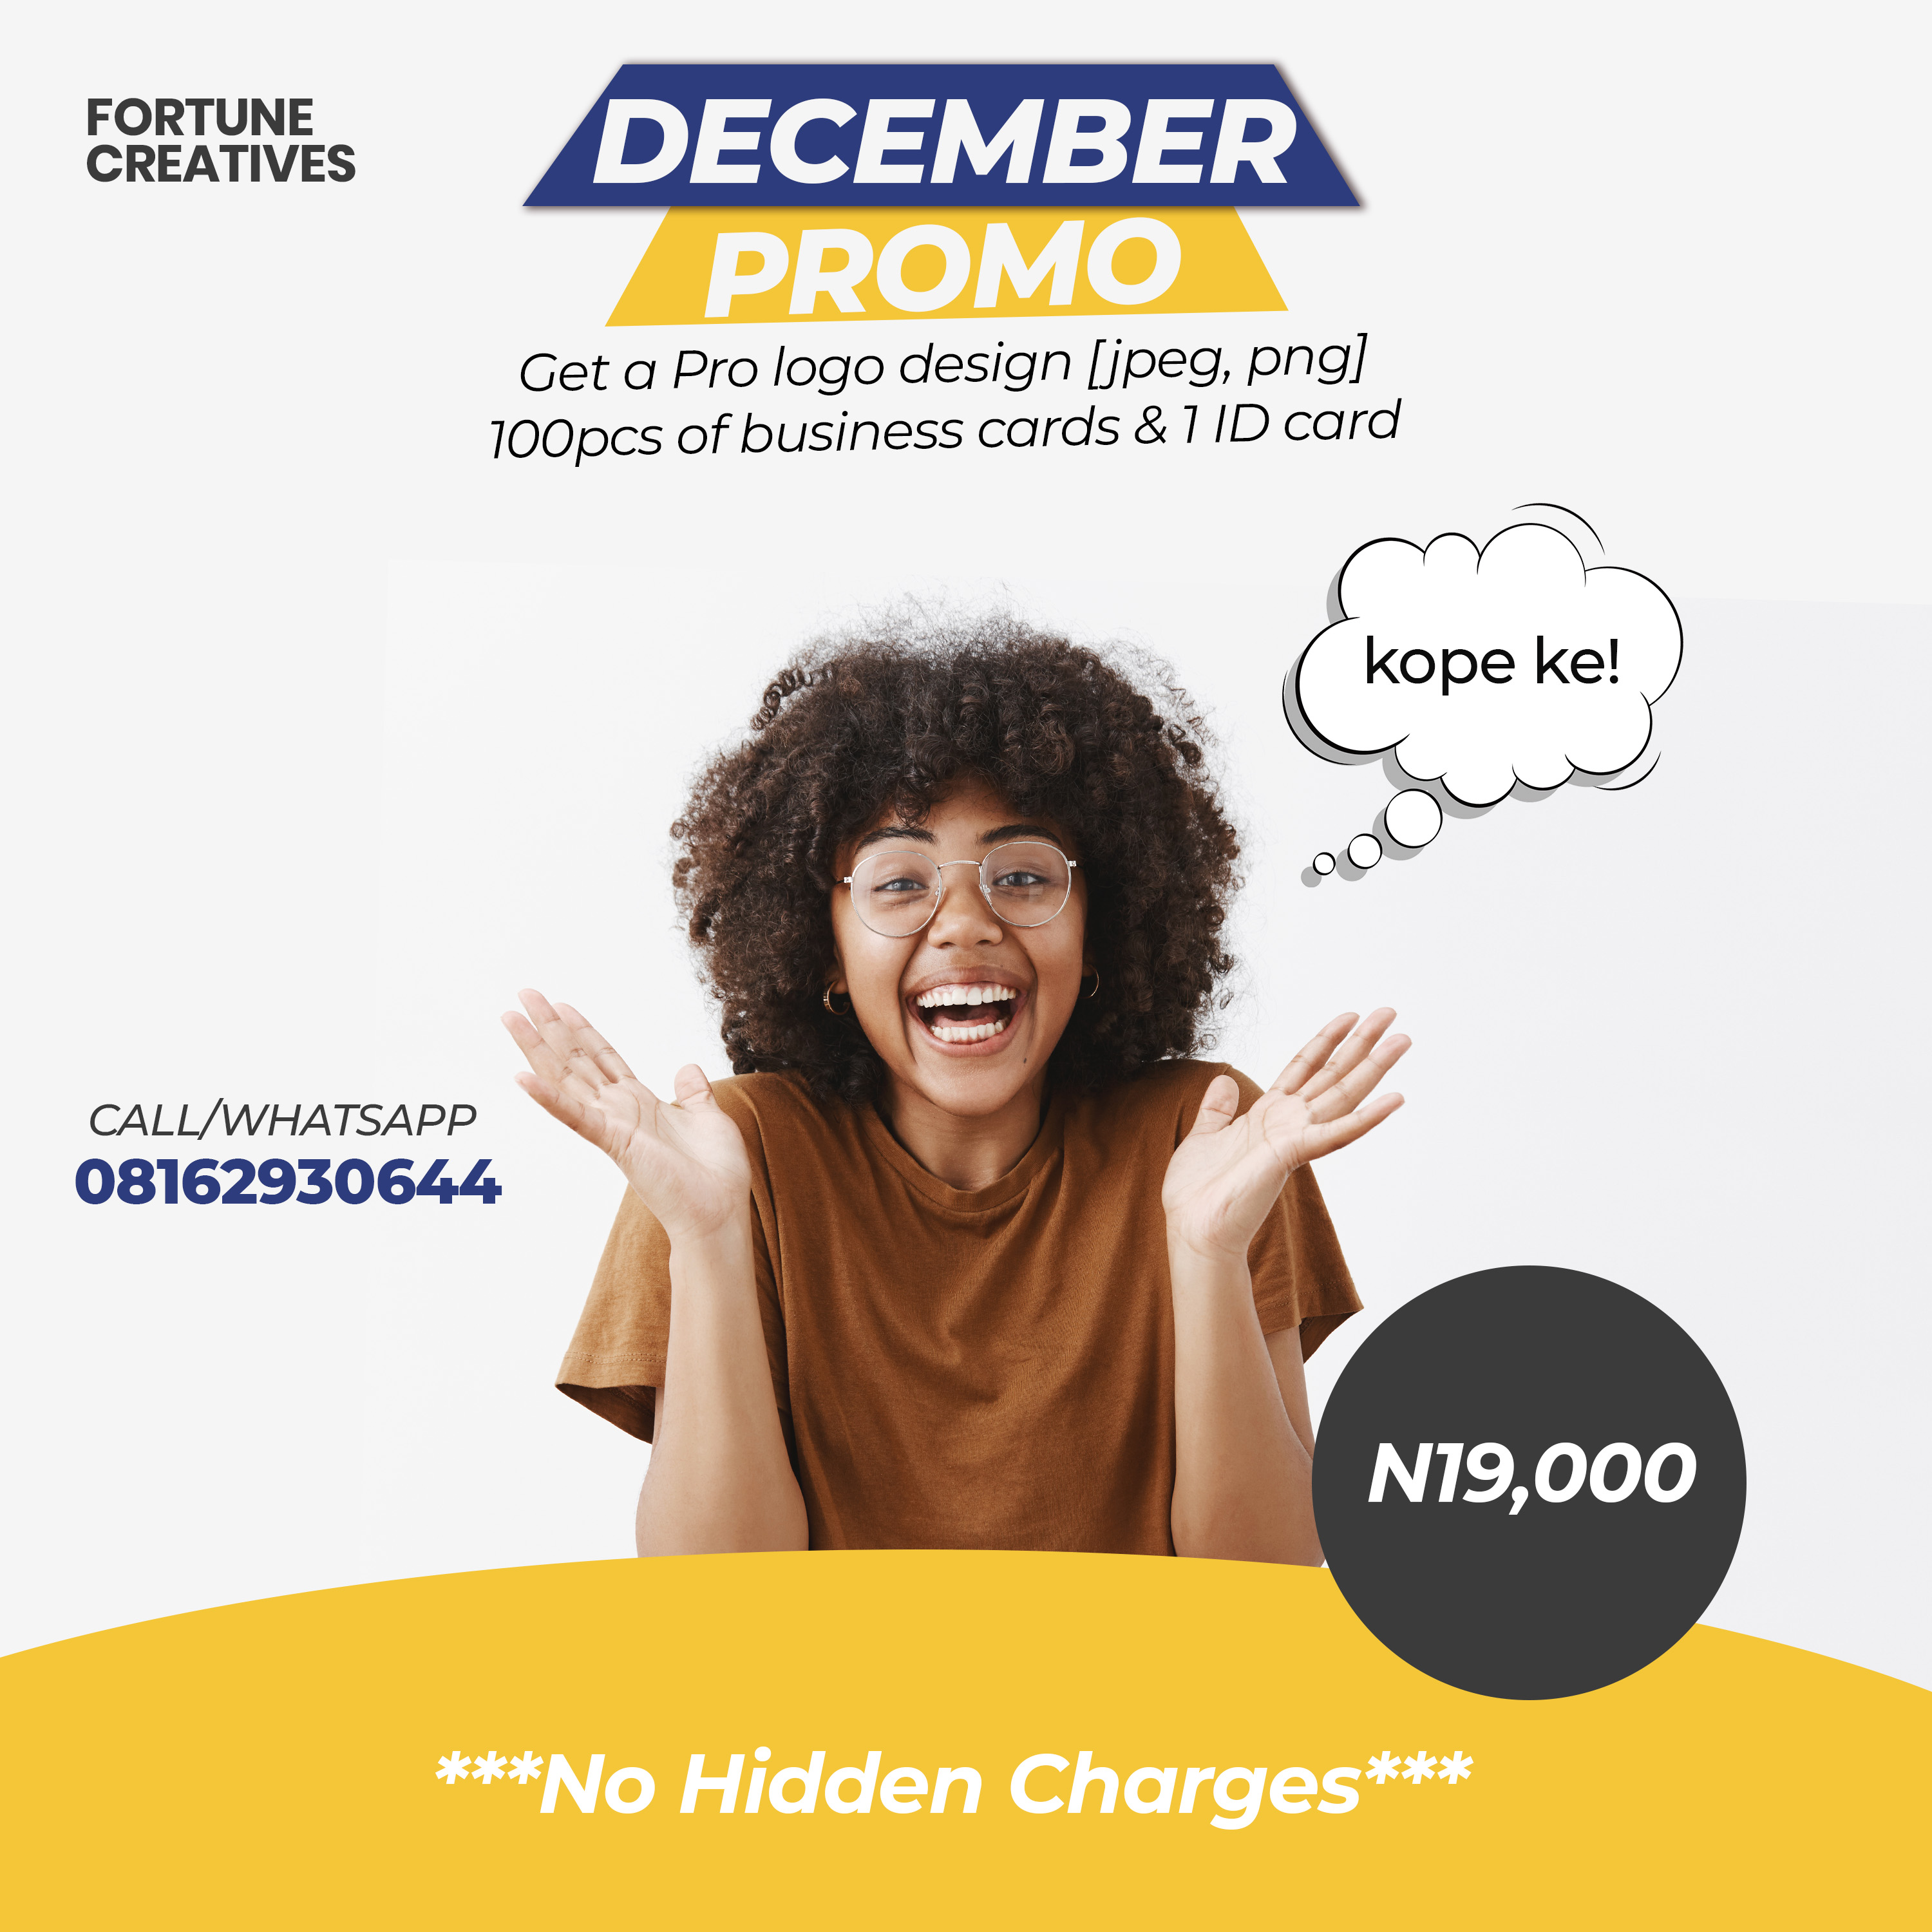 FORTUNE
CREATIVES
DECEMBER
PROMO
Get a Pro logo design [jpeg, png]
100pcs of business cards & 1 ID card
kope ke!
CALL/WHATSAPP
08162930644
N19,000
***No Hidden Charges***